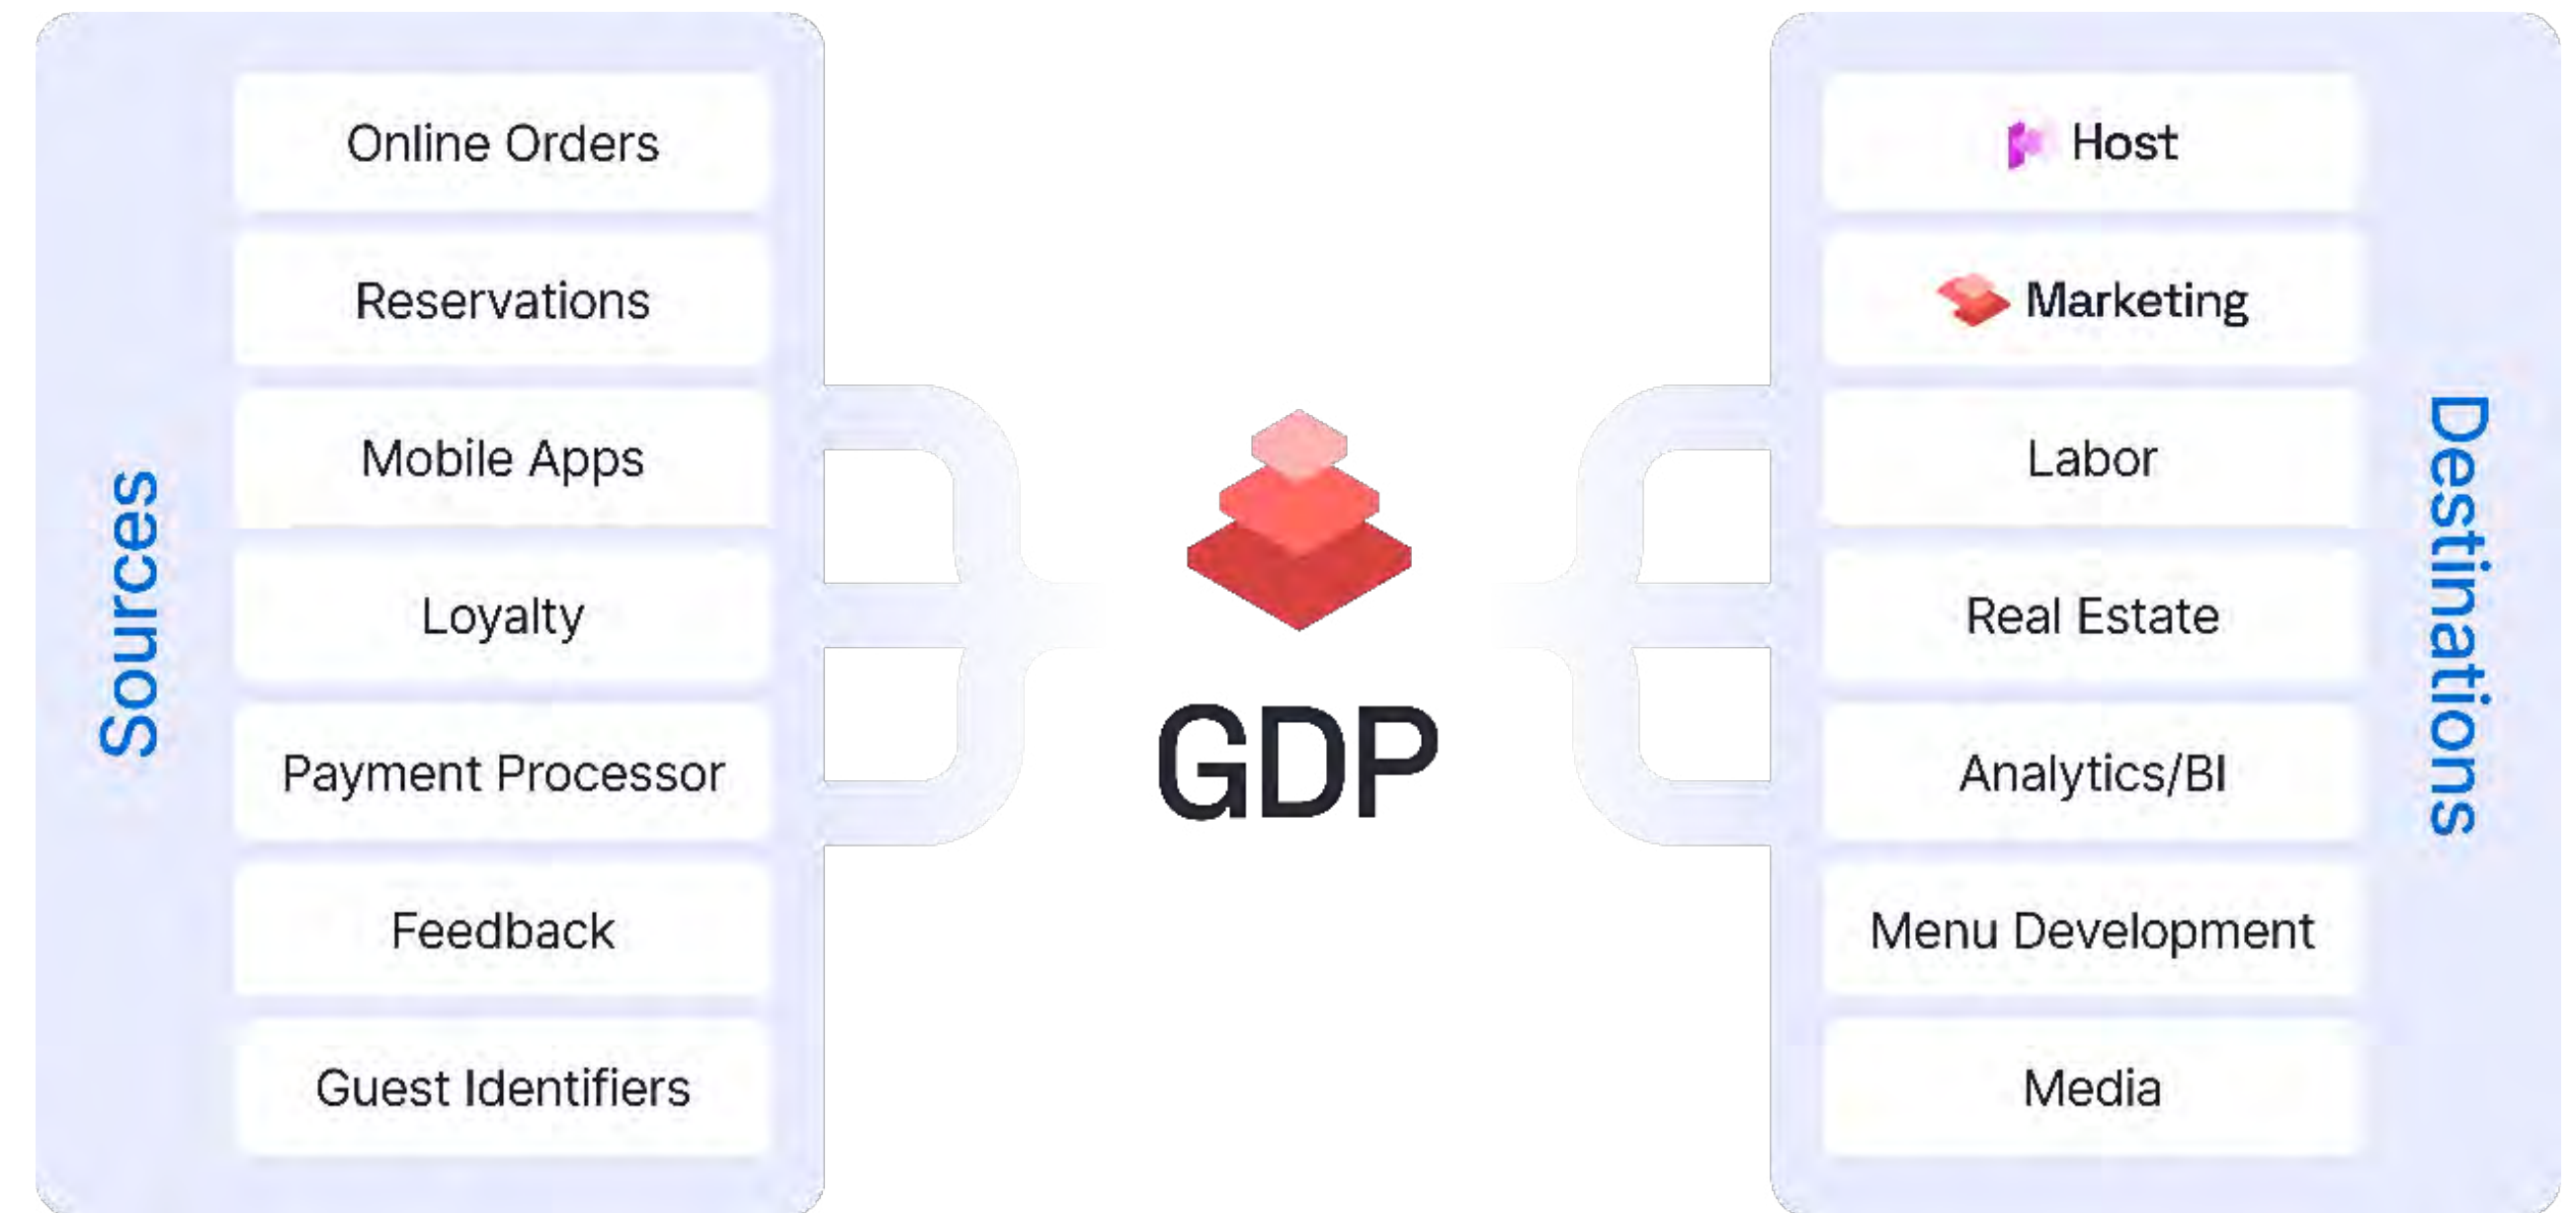 Sources
Online Orders
Reservations
Mobile Apps
Loyalty
Payment Processor
Feedback
Guest Identifiers
GDP
Host
Marketing
Labor
Real Estate
Analytics/BI
Menu Development
Media
Destinations